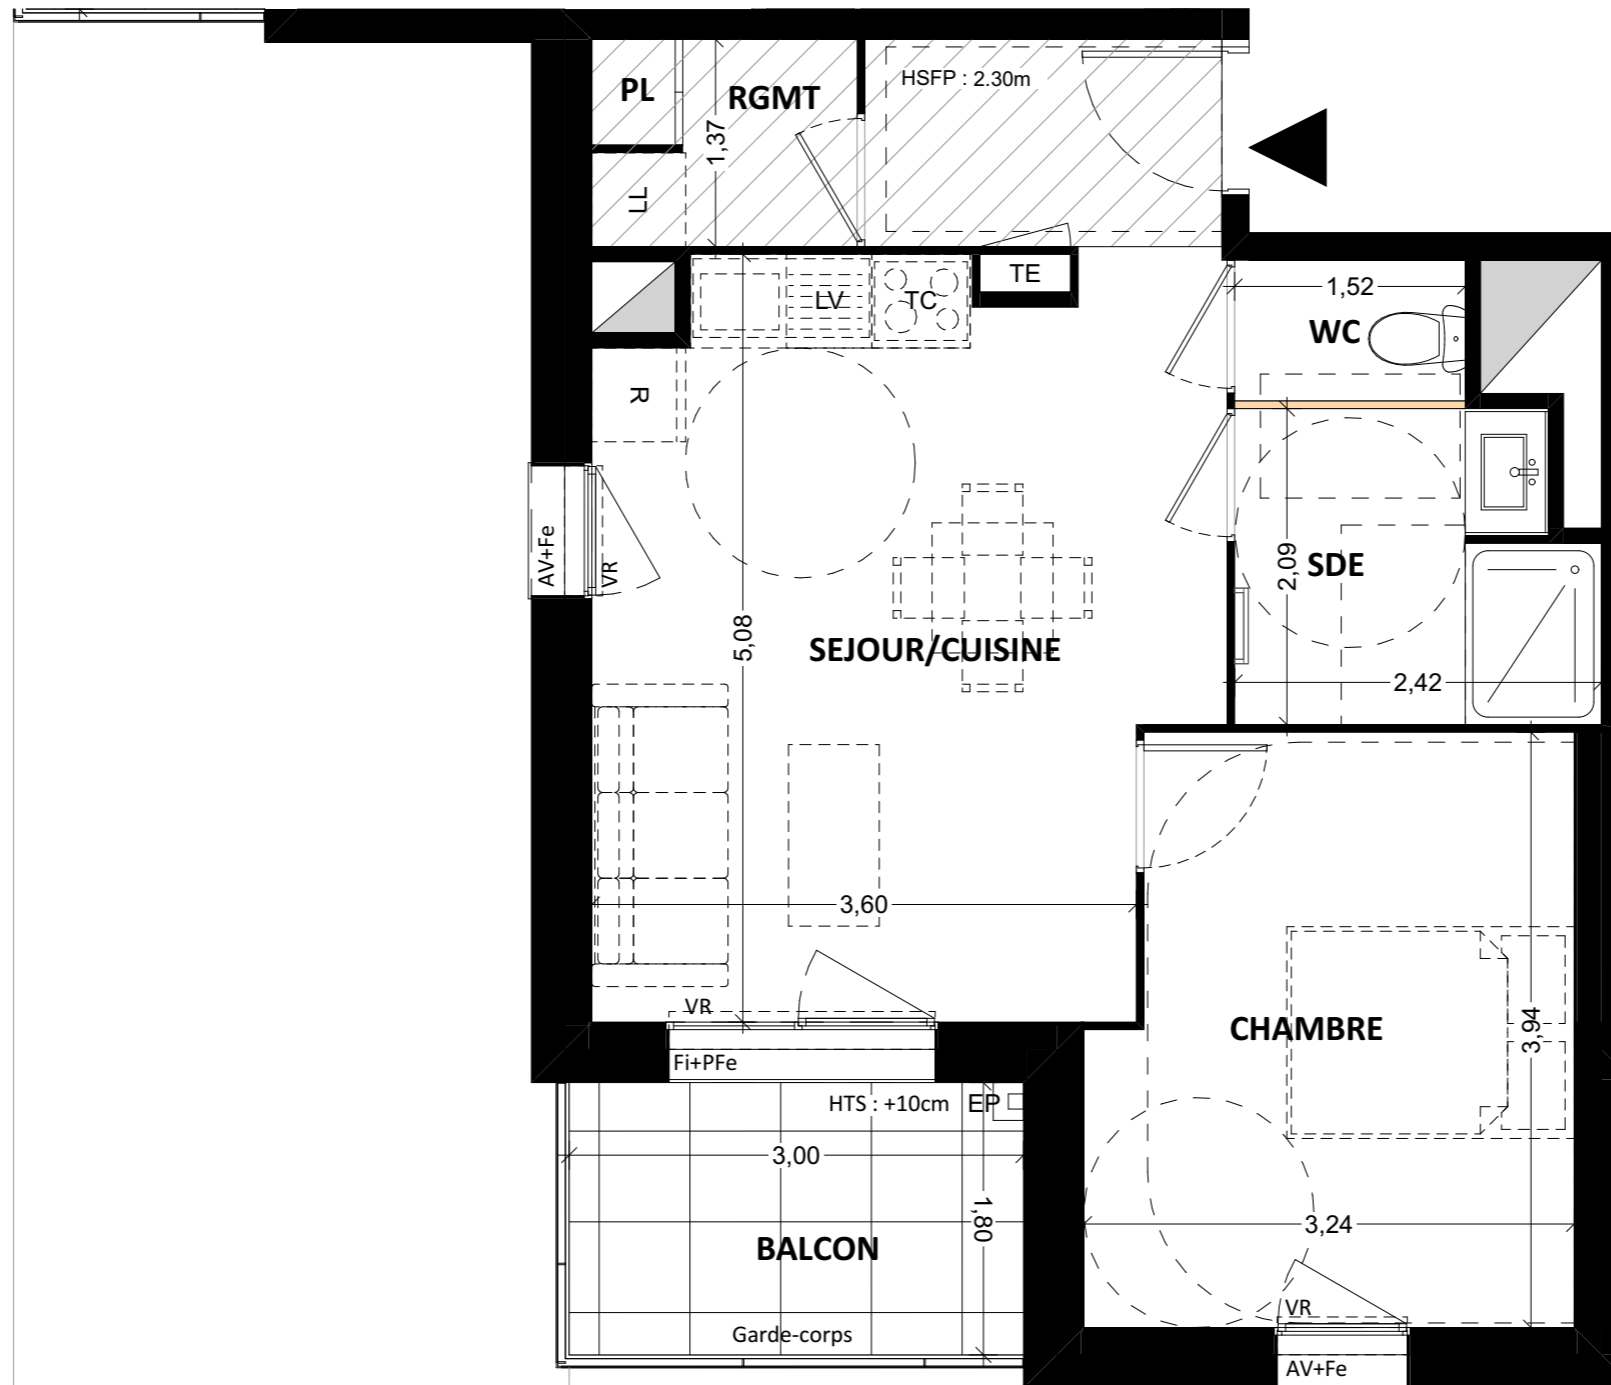 PL
RGMT
HSFP : 2.30m
1,37
LL
LV
TC
TE
1,52
WC
R
AV+Fe
VR
5,08
SEJOUR/CUISINE
2,09
SDE
2,42
3,60
VR
Fi+PFe
CHAMBRE
3,94
HTS : +10cm
EP
3,00
1,80
BALCON
3,24
Garde-corps
VR
AV+Fe